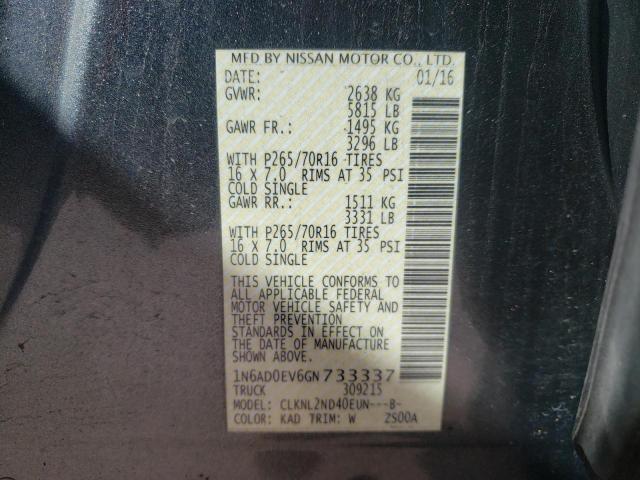 MFD BY NISSAN MOTOR CO., LTD.
DATE: 01/16
GVWR: 2638 KG
5815 LB
GAWR FR.: 1495 KG
3296 LB
WITH P265/70R16 TIRES
16 X 7.0 RIMS AT 35 PSI
COLD SINGLE
GAWR RR.: 1511 KG
3331 LB
WITH P265/70R16 TIRES
16 X 7.0 RIMS AT 35 PSI
COLD SINGLE
THIS VEHICLE CONFORMS TO
ALL APPLICABLE FEDERAL
MOTOR VEHICLE SAFETY AND
THEFT PREVENTION
STANDARDS IN EFFECT ON
THE DATE OF MANUFACTURE
SHOWN ABOVE.
1N6AD0EV6GN733337
TRUCK 309215
MODEL: CLKNL2ND40EUN---B-
COLOR: KAD TRIM: W 2S00A